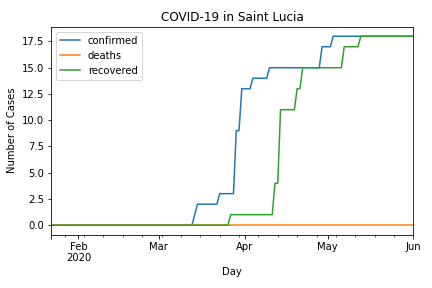 COVID-19 in Saint Lucia
confirmed
deaths
recovered
Number of Cases
17.5
15.0
12.5
10.0
7.5
5.0
2.5
0.0
Feb
2020
Mar
Apr
May
Jun
Day